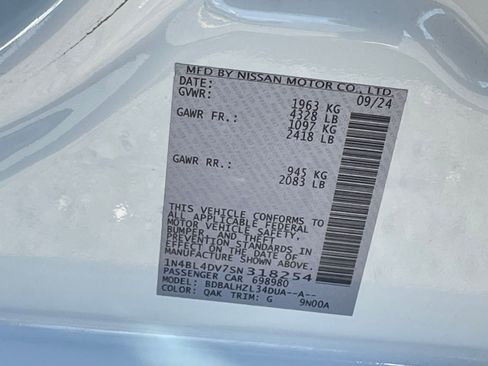 MFD BY NISSAN MOTOR CO., LTD.
DATE: 09/24
GVWR: 1963 KG
4328 LB
GAWR FR.: 1097 KG
2418 LB
GAWR RR.: 945 KG
2083 LB
THIS VEHICLE CONFORMS TO
ALL APPLICABLE FEDERAL
MOTOR VEHICLE SAFETY,
BUMPER, AND THEFT
PREVENTION STANDARDS IN
EFFECT ON THE DATE OF
MANUFACTURE SHOWN ABOVE.
1N4BL4DV7SN318254
PASSENGER CAR 698980
MODEL: BDBALHZL34DUA--A--
COLOR: QAK TRIM: G 9N00A